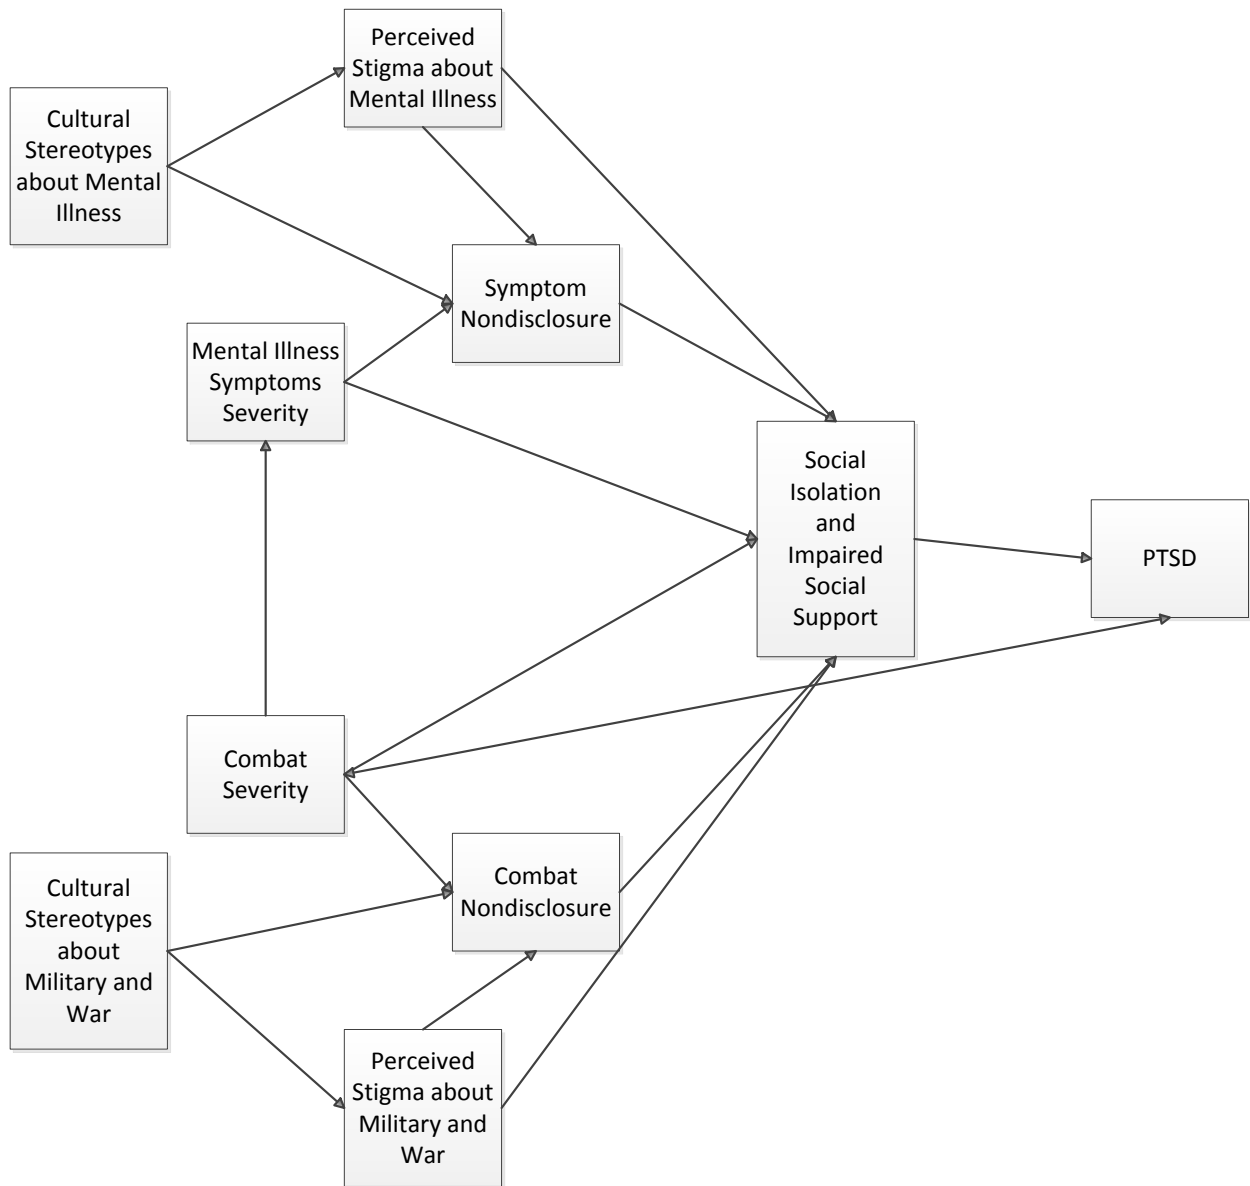 Perceived
Stigma about
Mental Illness
Cultural
Stereotypes
about Mental
Illness
Symptom
Nondisclosure
Mental Illness
Symptoms
Severity
Social
Isolation
and
Impaired
Social
Support
PTSD
Combat
Severity
Combat
Nondisclosure
Cultural
Stereotypes
about
Military and
War
Perceived
Stigma about
Military and
War